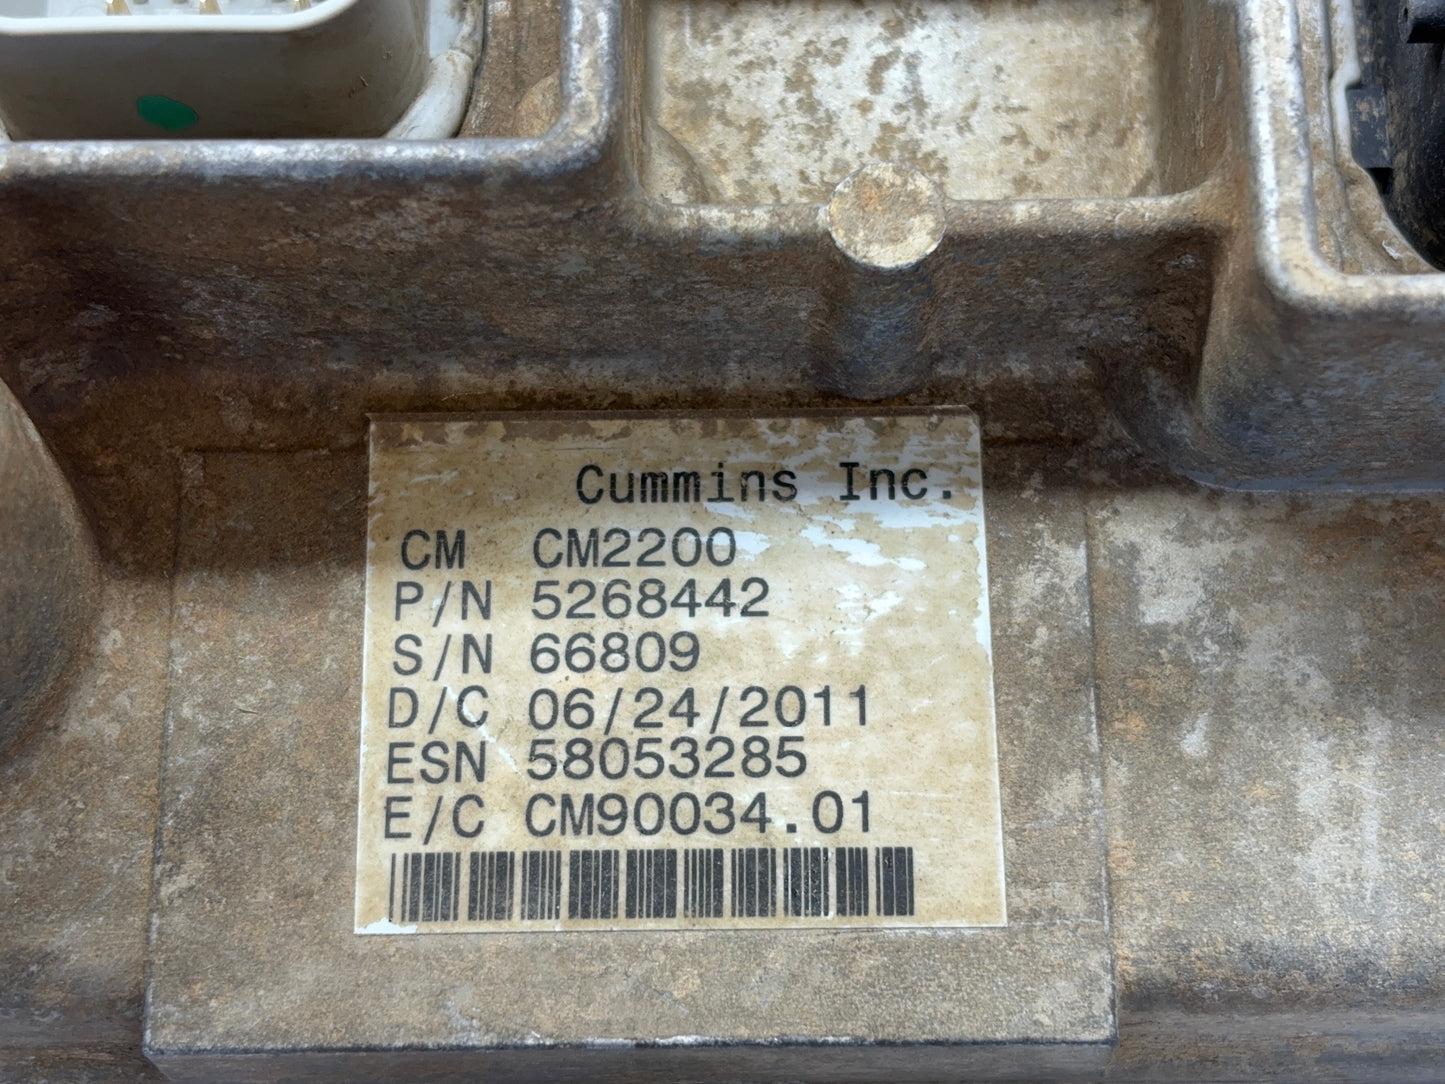 Cummins Inc.
CM CM2200
P/N 5268442
S/N 66809
D/C 06/24/2011
ESN 58053285
E/C CM90034.01